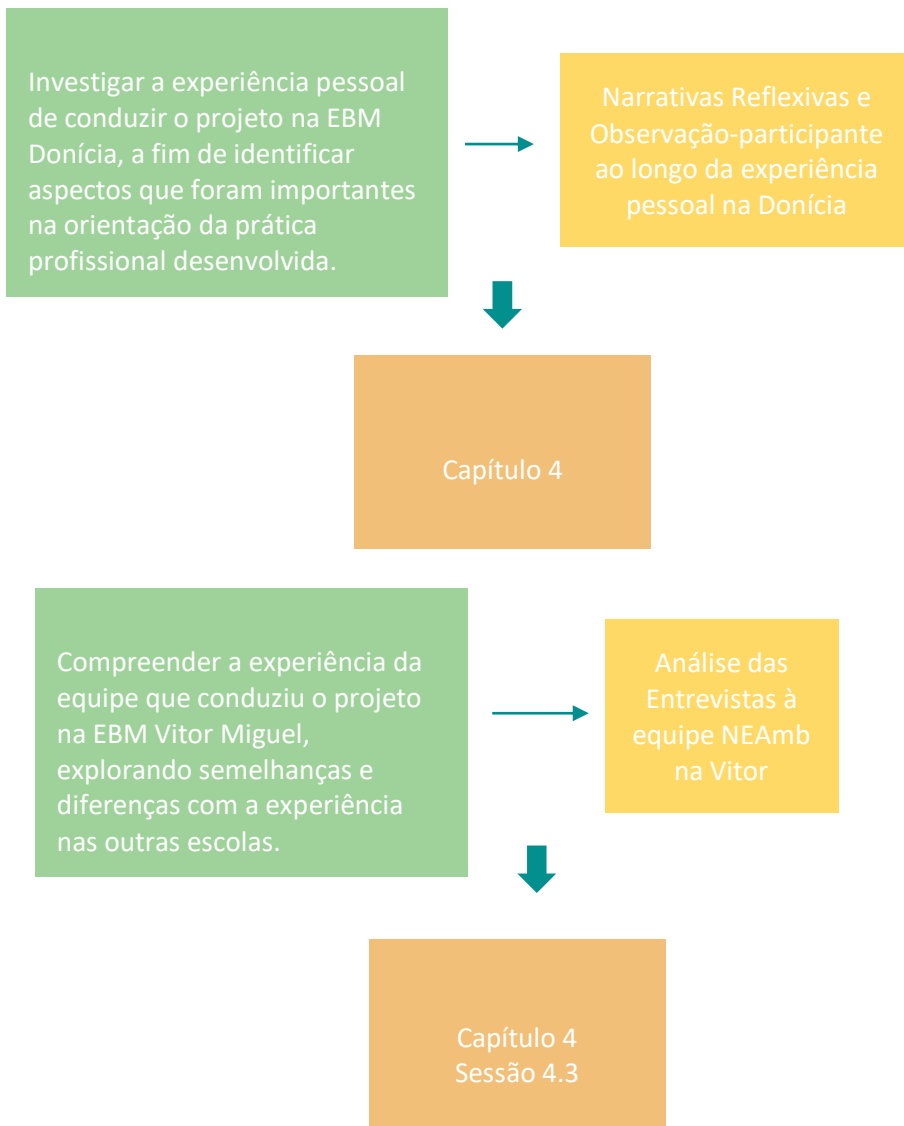 Investigar a experiência pessoal
de conduzir o projeto na EBM
Donícia, a fim de identificar
aspectos que foram importantes
na orientação da prática
profissional desenvolvida.
Narrativas Reflexivas e
Observação-participante
ao longo da experiência
pessoal na Donícia
Capítulo 4
Compreender a experiência da
equipe que conduziu o projeto
na EBM Vitor Miguel,
explorando semelhanças e
diferenças com a experiência
nas outras escolas.
Análise das
Entrevistas à
equipe NEAmb
na Vitor
Capítulo 4
Sessão 4.3